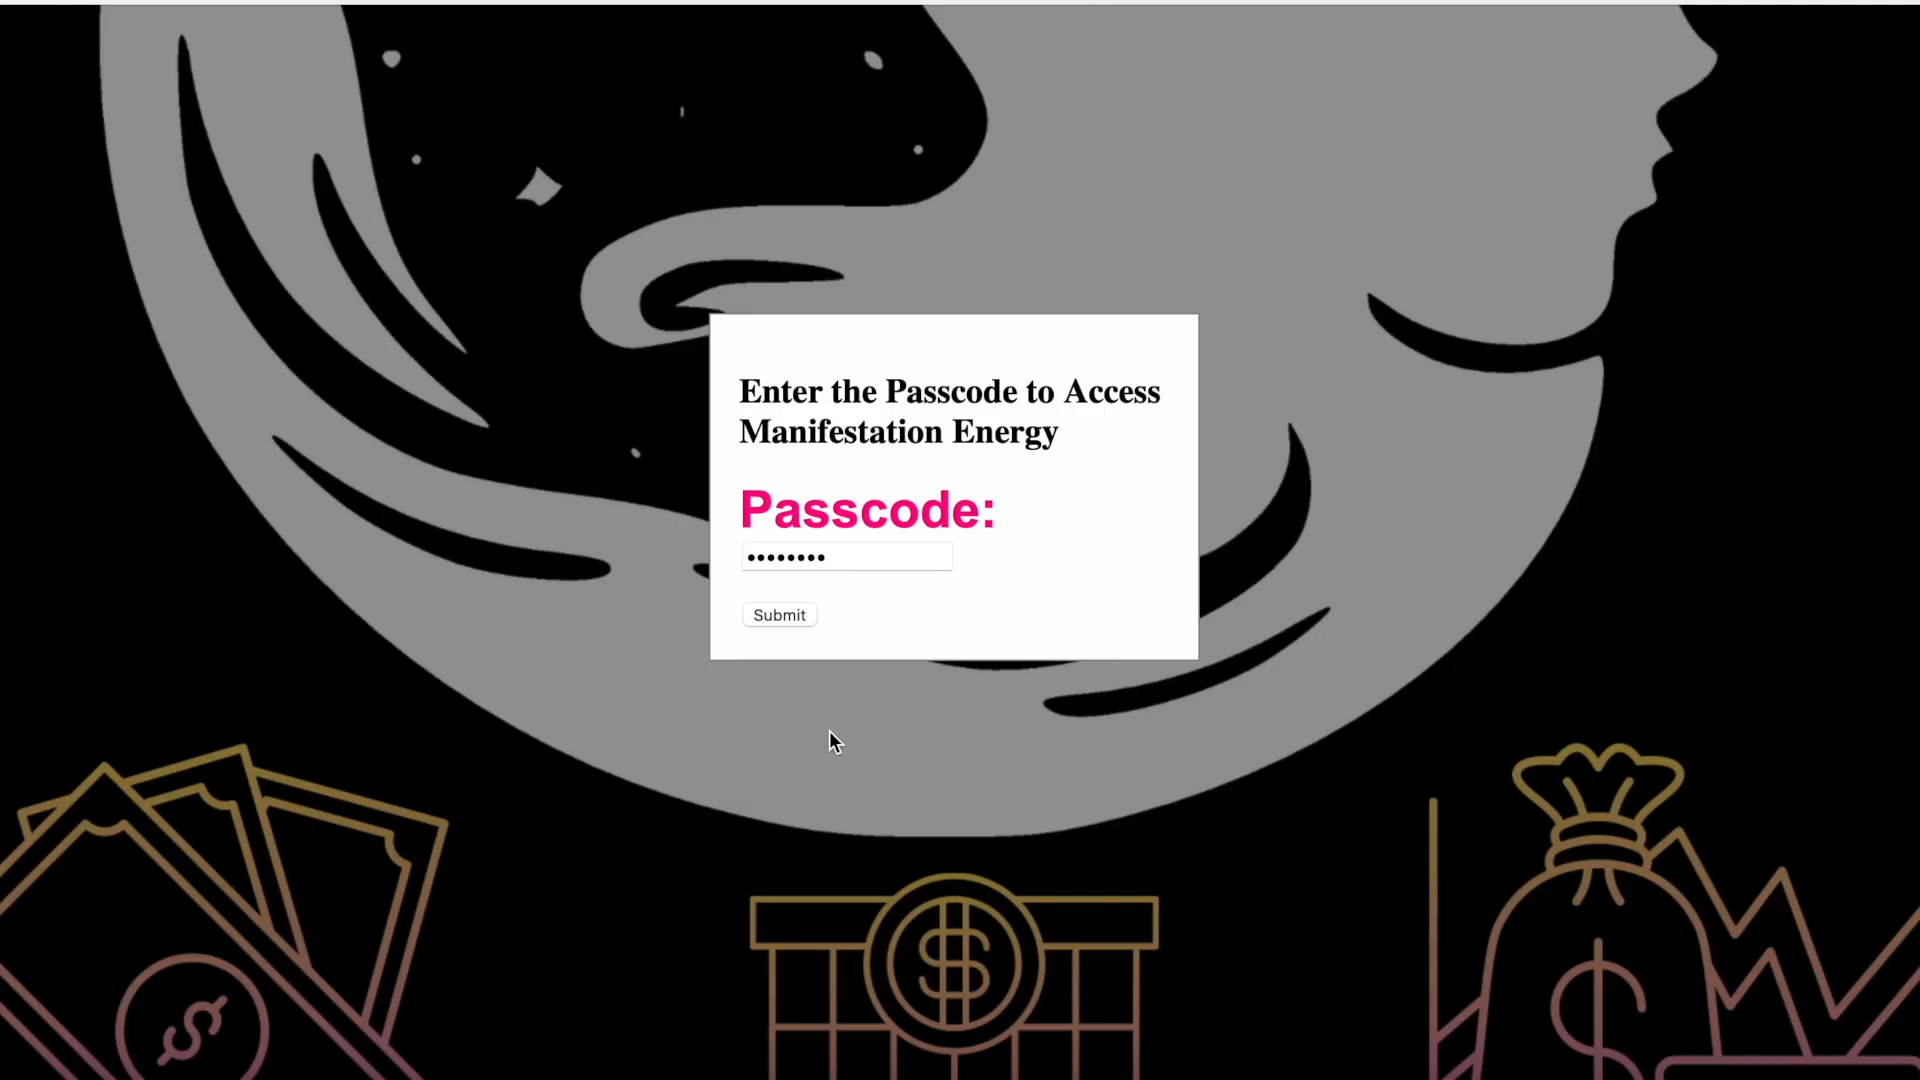 Enter the Passcode to Access
Manifestation Energy
Passcode:
••••••••
Submit